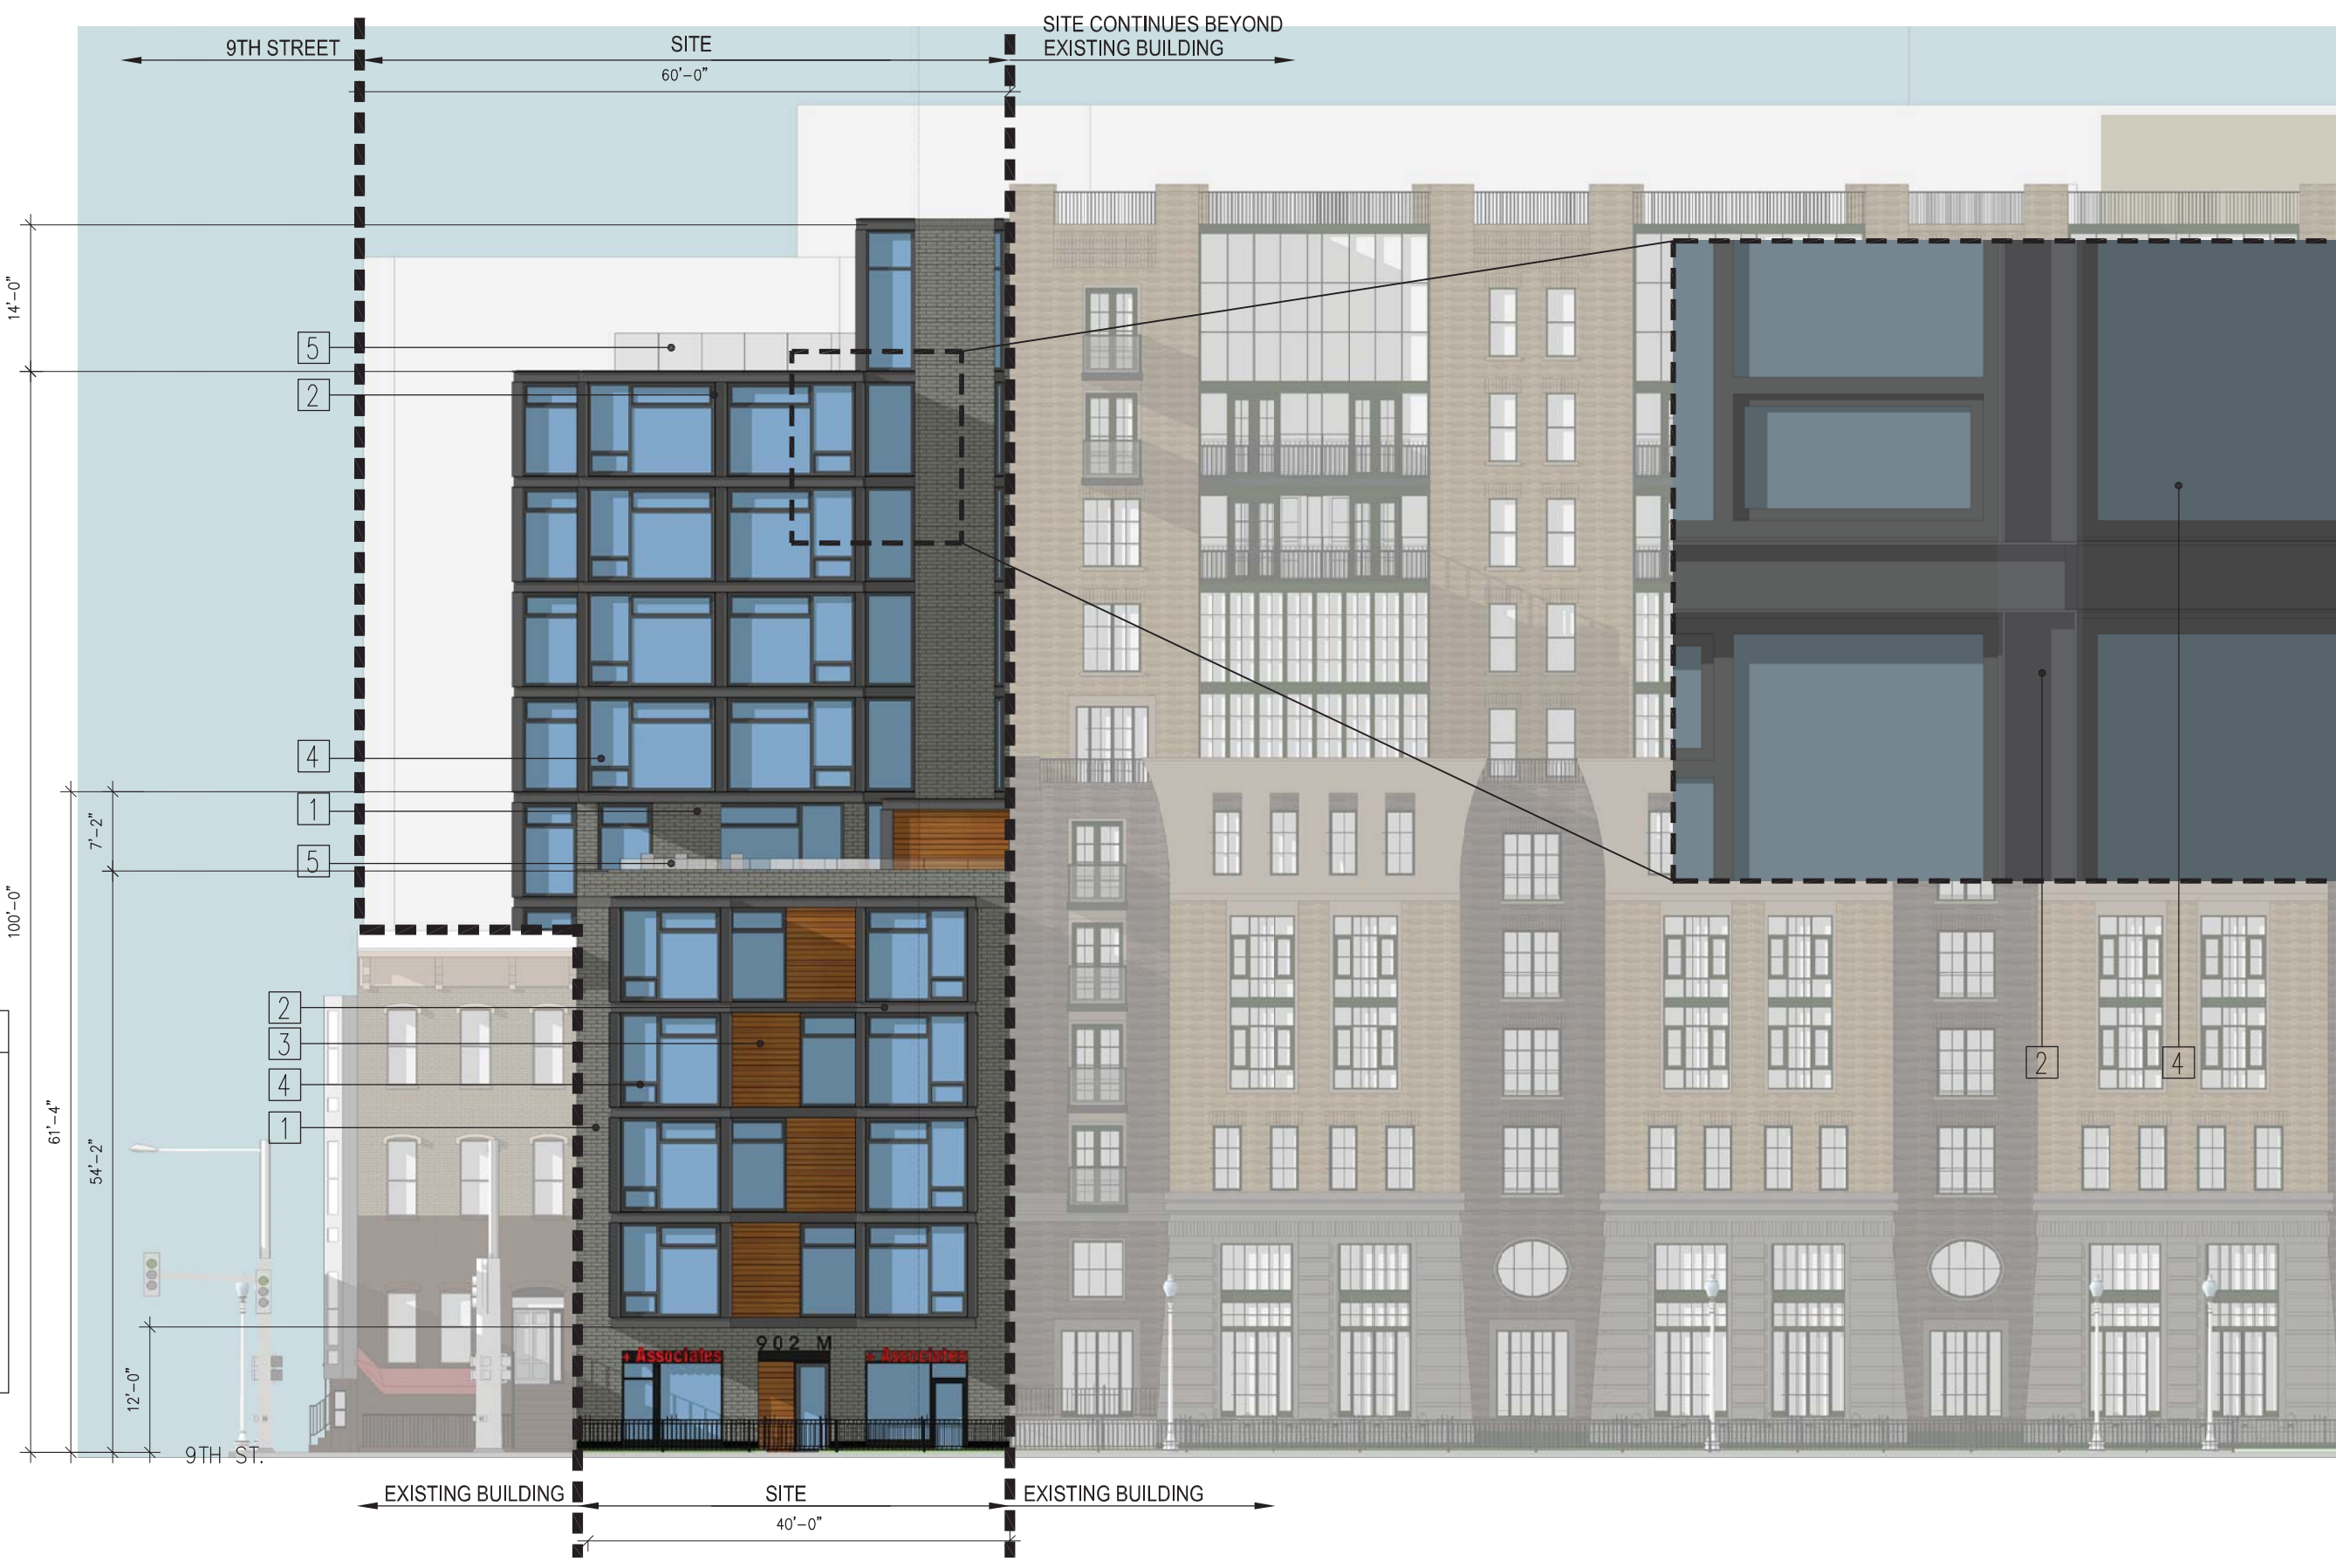 SITE CONTINUES BEYOND
EXISTING BUILDING
9TH STREET
SITE
60'-0"
14'-0"
5
2
4
1
5
7'-2"
100'-0"
2
3
4
1
61'-4"
54'-2"
12'-0"
2
4
902 M
+ Associates
+ Associates
9TH ST.
EXISTING BUILDING
SITE
EXISTING BUILDING
40'-0"